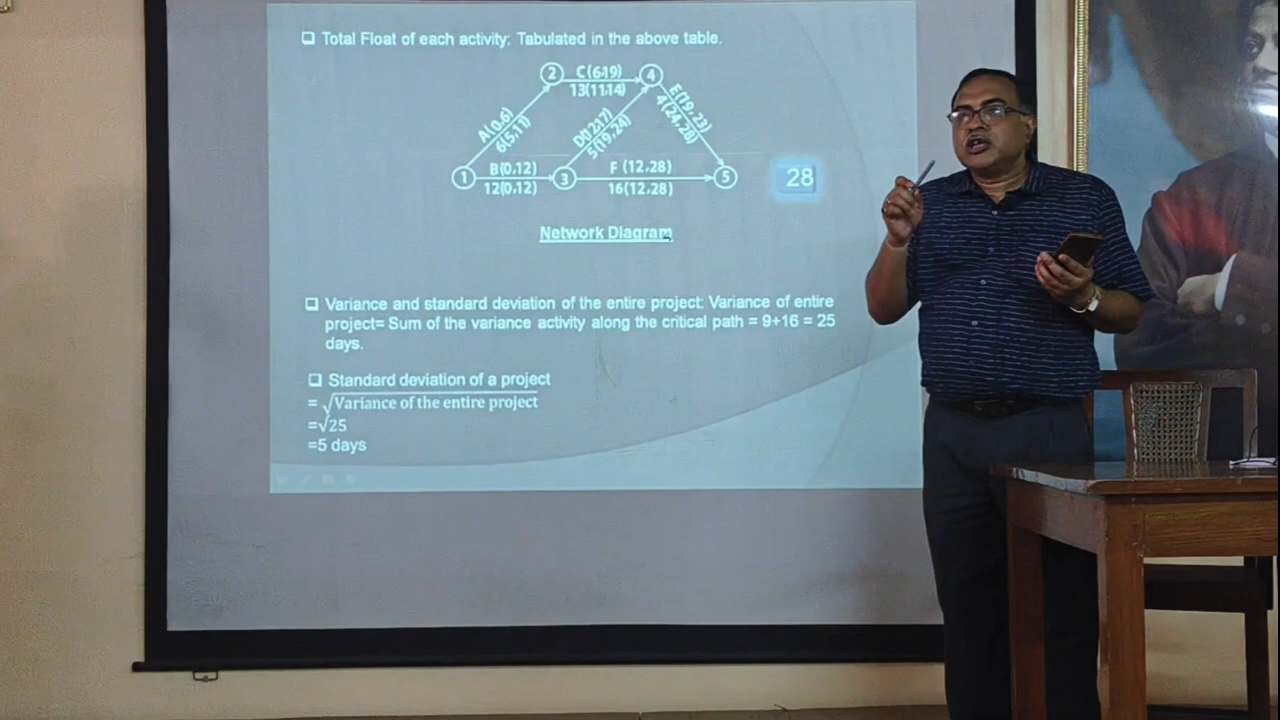 ❑ Total Float of each activity: Tabulated in the above table.
2 C(6,19) 4
13(11,14)
A(0,6)
6(5,11)
D(12,17)
5(19,24)
E(19,23)
4(24,28)
1 B(0,12) 3 F (12,28) 5
12(0,12) 16(12,28)
28
Network Diagram
❑ Variance and standard deviation of the entire project: Variance of entire
project= Sum of the variance activity along the critical path = 9+16 = 25
days.
❑ Standard deviation of a project
= √Variance of the entire project
=√25
=5 days